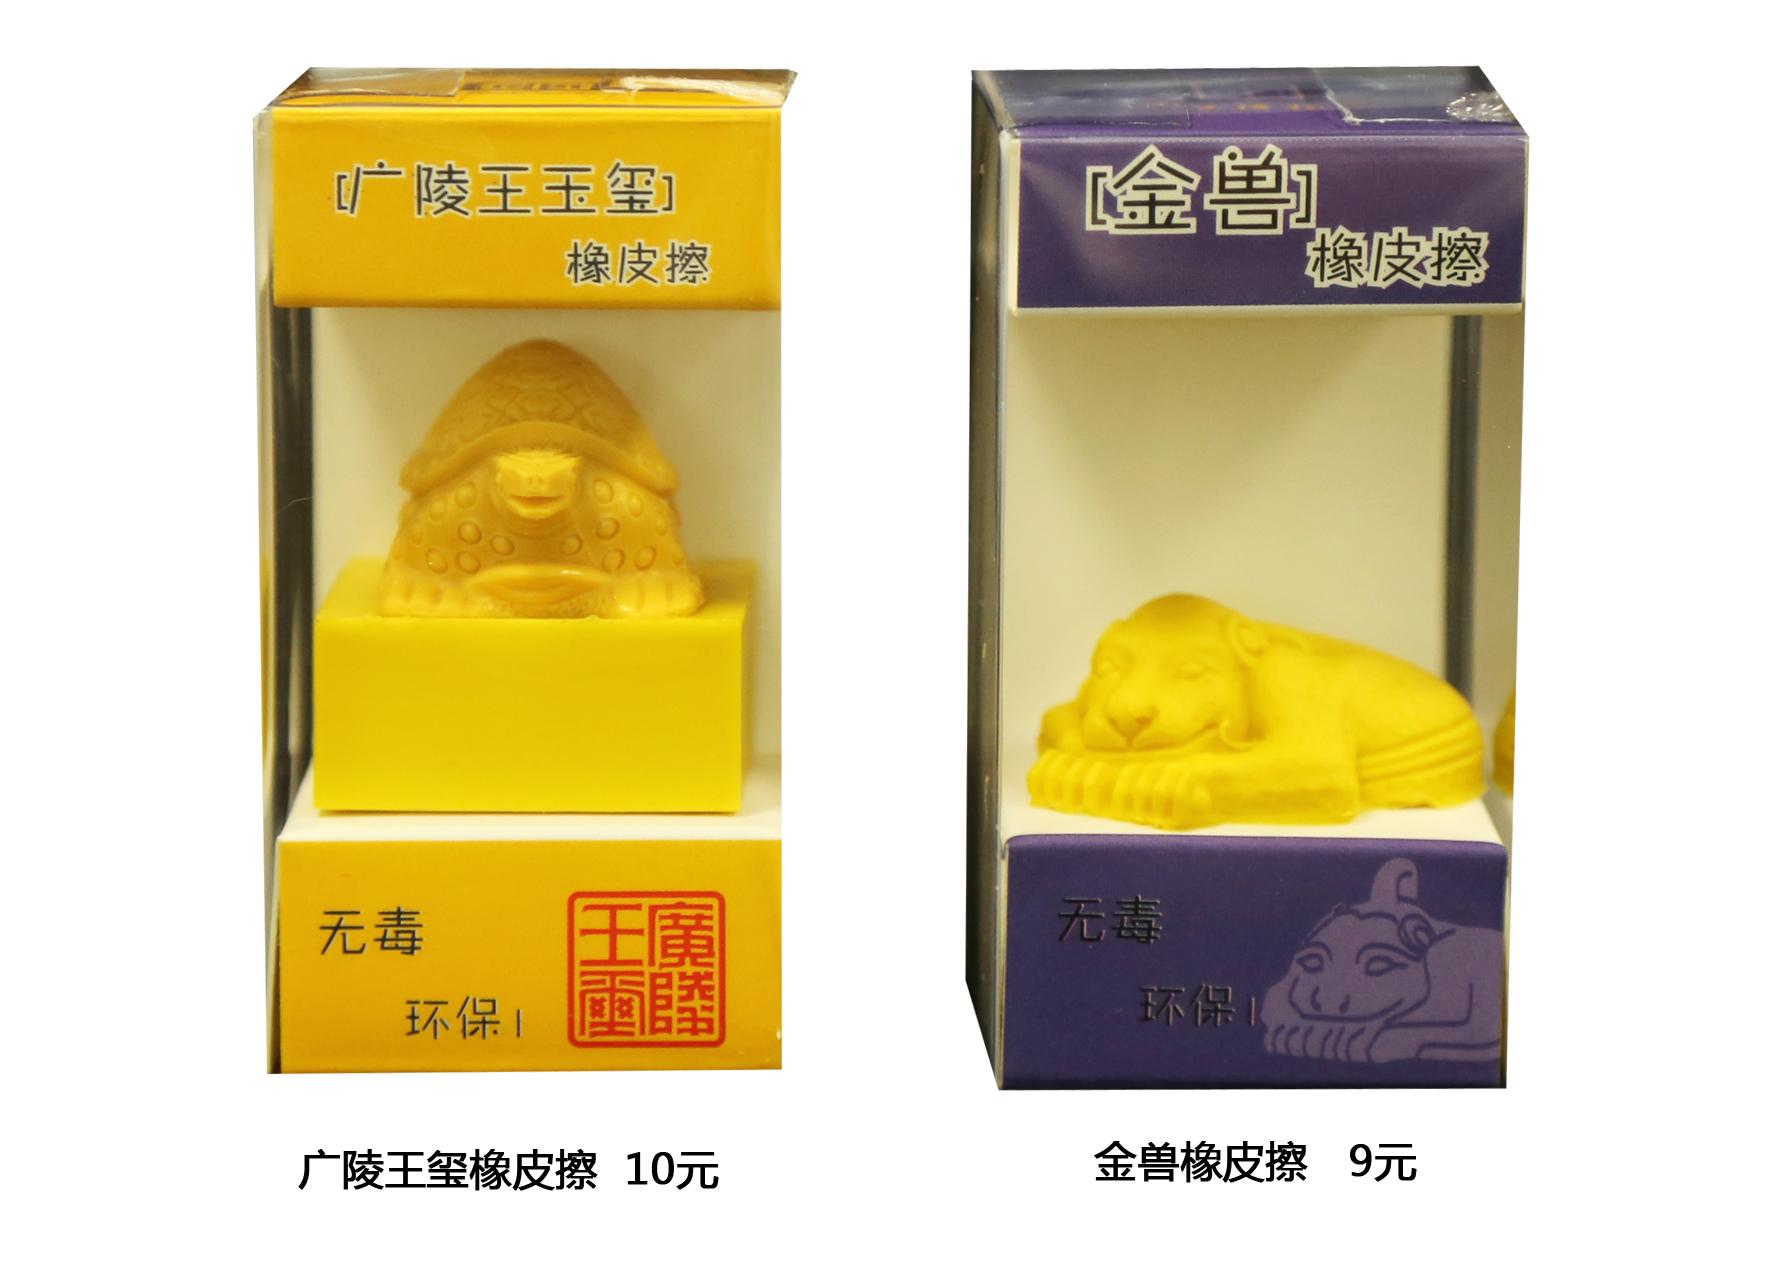 [广陵王玉玺]
橡皮擦
无毒
环保|
廣陵
王璽
广陵王玺橡皮擦 10元
[金兽]
橡皮擦
无毒
环保|
金兽橡皮擦 9元